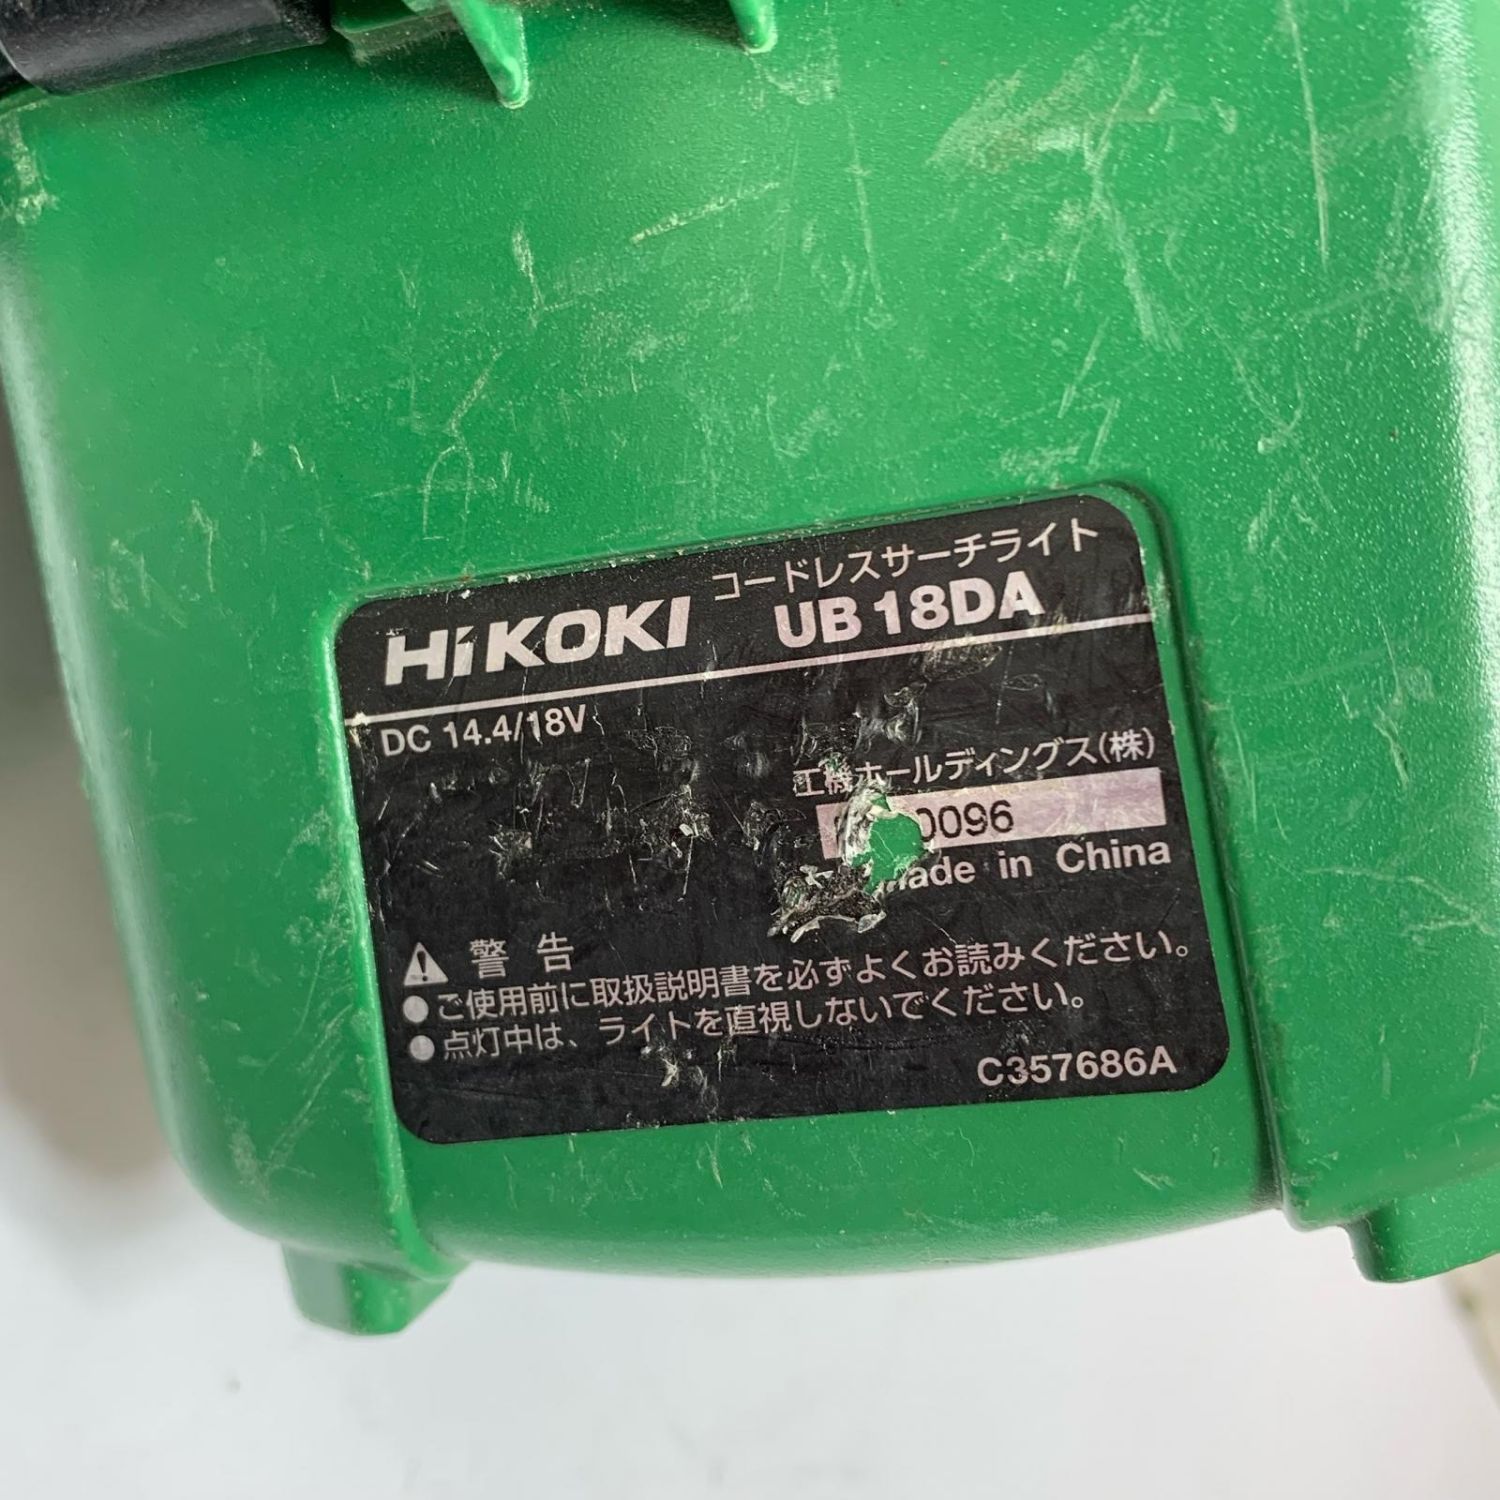 コードレスサーチライト
HiKOKI UB 18DA
DC 14.4/18V
工機ホールディングス(株)
0096
in China
⚠ 警告
●ご使用前に取扱説明書を必ずよくお読みください。
●点灯中は、ライトを直視しないでください。
C357686A